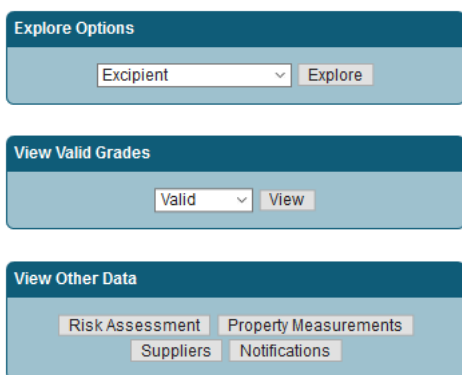 Explore Options
Excipient Explore
View Valid Grades
Valid View
View Other Data
Risk Assessment Property Measurements
Suppliers Notifications